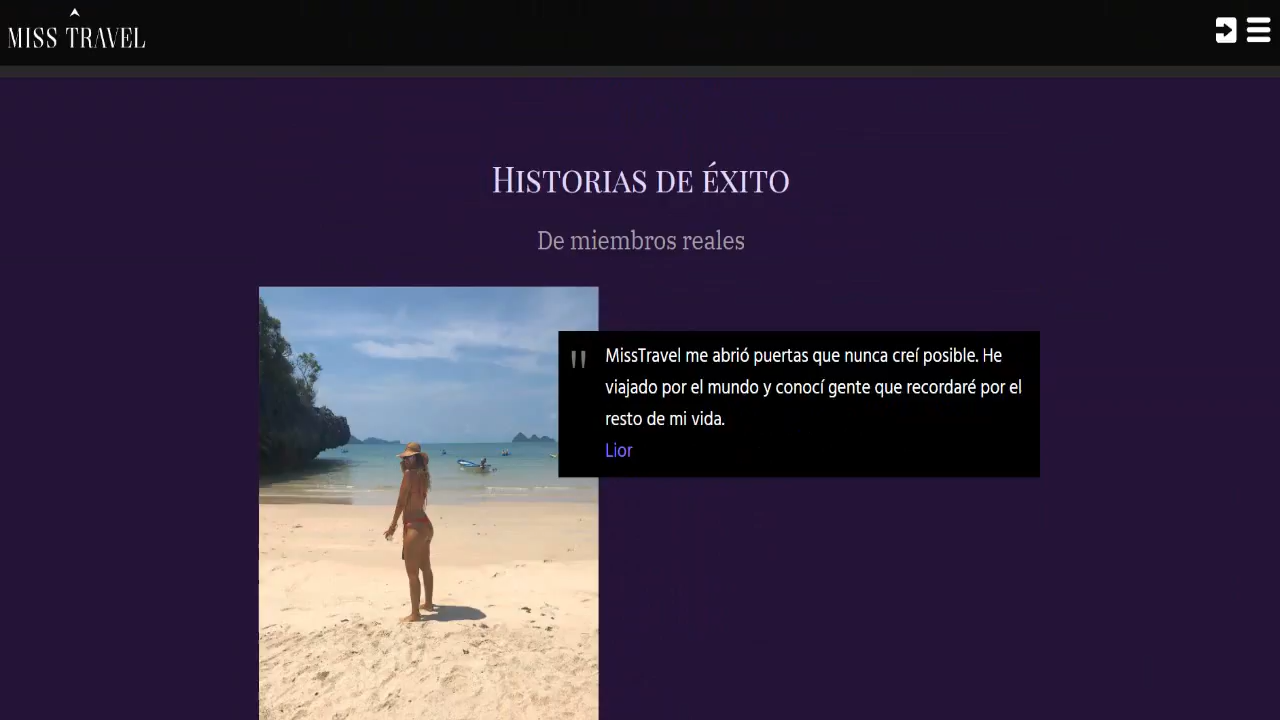 MISS TRAVEL
Historias de éxito
De miembros reales
" MissTravel me abrió puertas que nunca creí posible. He
viajado por el mundo y conocí gente que recordaré por el
resto de mi vida.
Lior